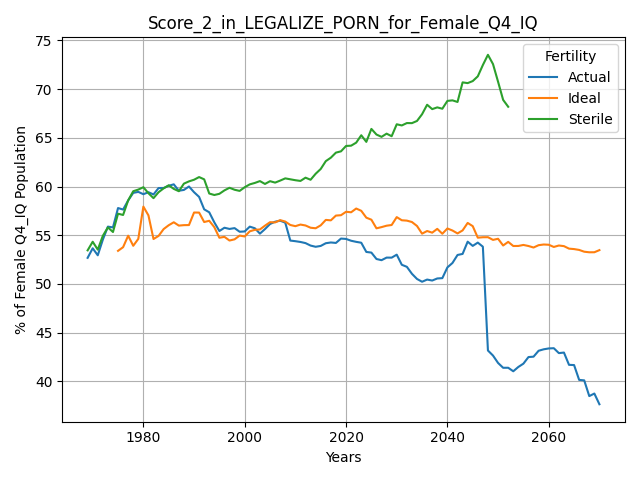 Score_2_in_LEGALIZE_PORN_for_Female_Q4_IQ
Fertility
Actual
Ideal
Sterile
% of Female Q4_IQ Population
75
70
65
60
55
50
45
40
1980
2000
2020
2040
2060
Years